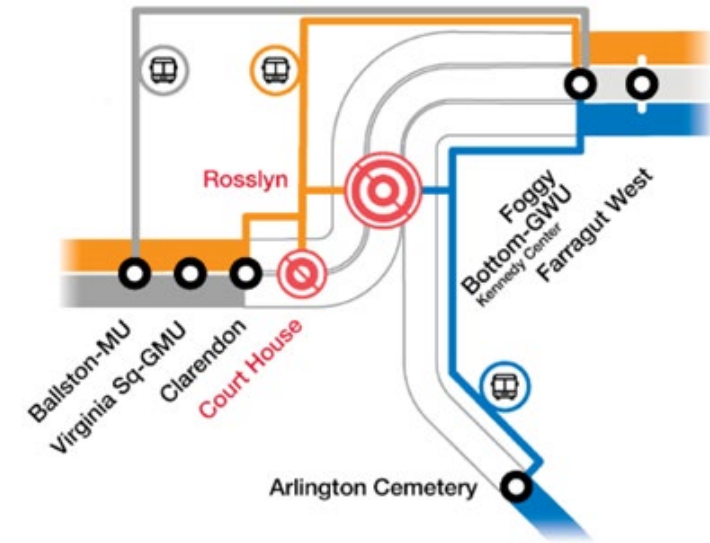 Rosslyn
Foggy
Bottom-GWU
Kennedy Center
Farragut West
Ballston-MU
Virginia Sq-GMU
Clarendon
Court House
Arlington Cemetery